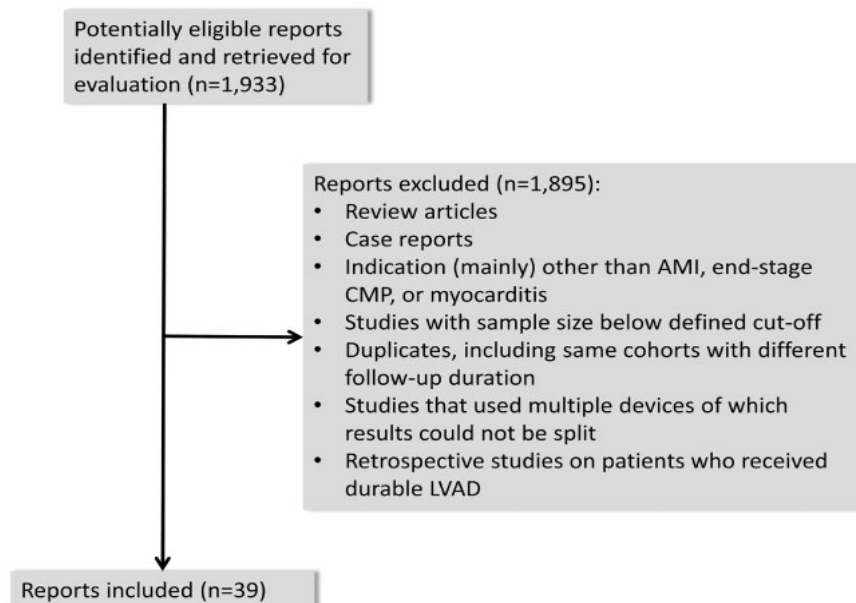 Potentially eligible reports
identified and retrieved for
evaluation (n=1,933)
Reports excluded (n=1,895):
• Review articles
• Case reports
• Indication (mainly) other than AMI, end-stage
CMP, or myocarditis
• Studies with sample size below defined cut-off
• Duplicates, including same cohorts with different
follow-up duration
• Studies that used multiple devices of which
results could not be split
• Retrospective studies on patients who received
durable LVAD
Reports included (n=39)